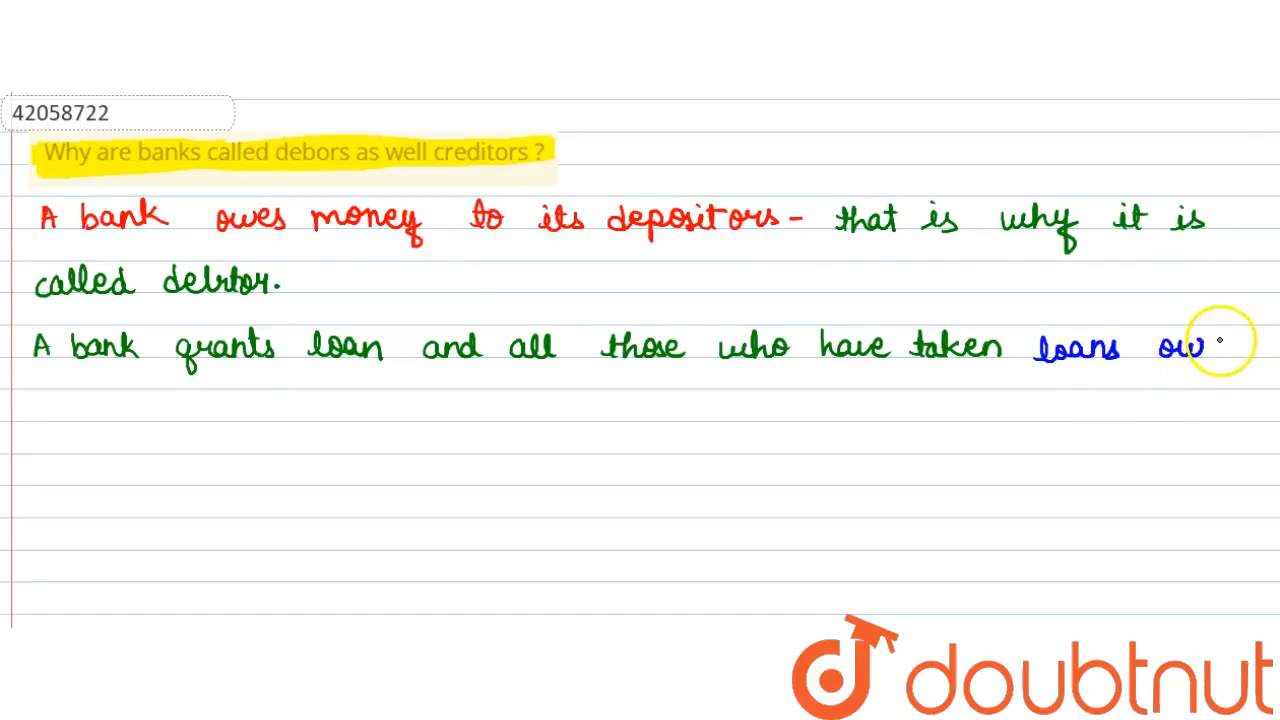 42058722
Why are banks called debors as well creditors ?
A bank owes money to its depositors - that is why it is
called debtor.
A bank grants loan and all those who have taken loans ow
doubtnut